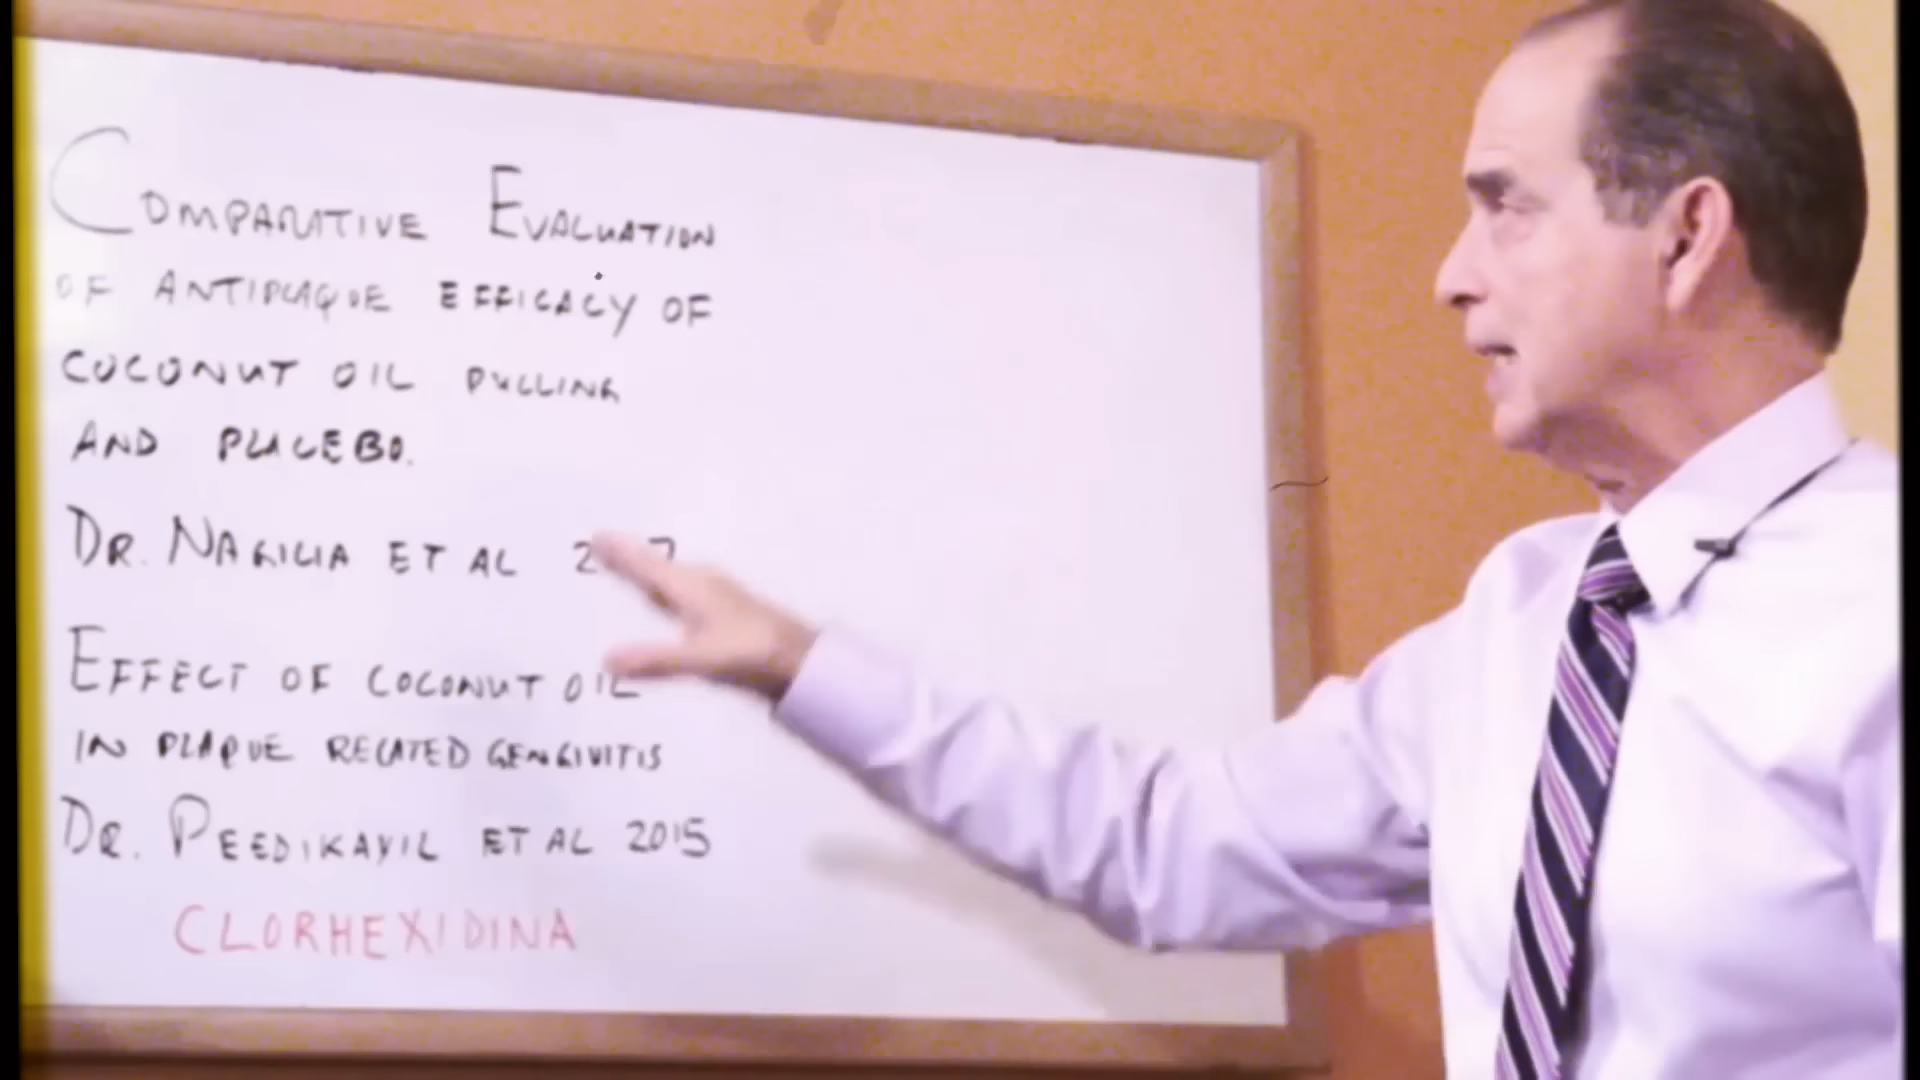 COMPARATIVE EVALUATION
OF ANTIPLAQUE EFFICACY OF
COCONUT OIL PULLING
AND PLACEBO.
DR. NAGILIA ET AL
EFFECT OF COCONUT OIL
IN PLAQUE RELATED GENGIVITIS
DR. PEEDIKAYIL ET AL 2015
CLORHEXIDINA